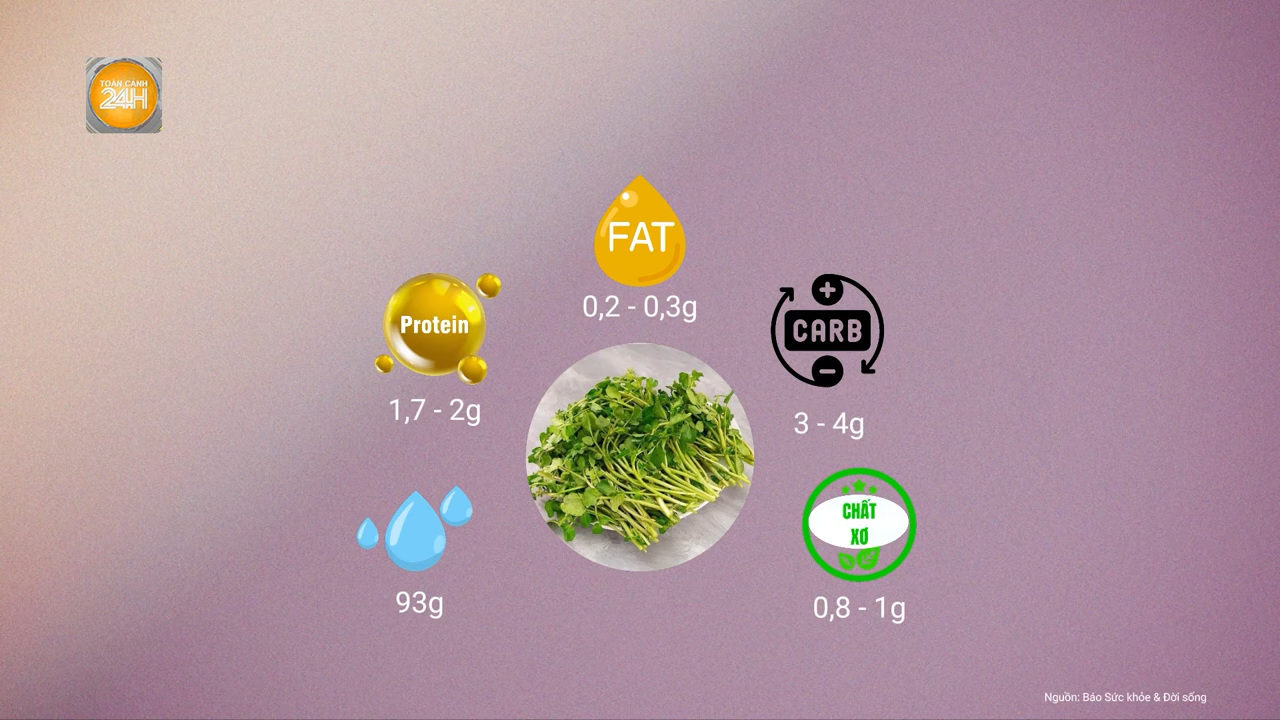 TOÀN CẢNH
24H
FAT
0,2 - 0,3g
Protein
1,7 - 2g
CARB
3 - 4g
93g
CHẤT
XƠ
0,8 - 1g
Nguồn: Báo Sức khỏe & Đời sống